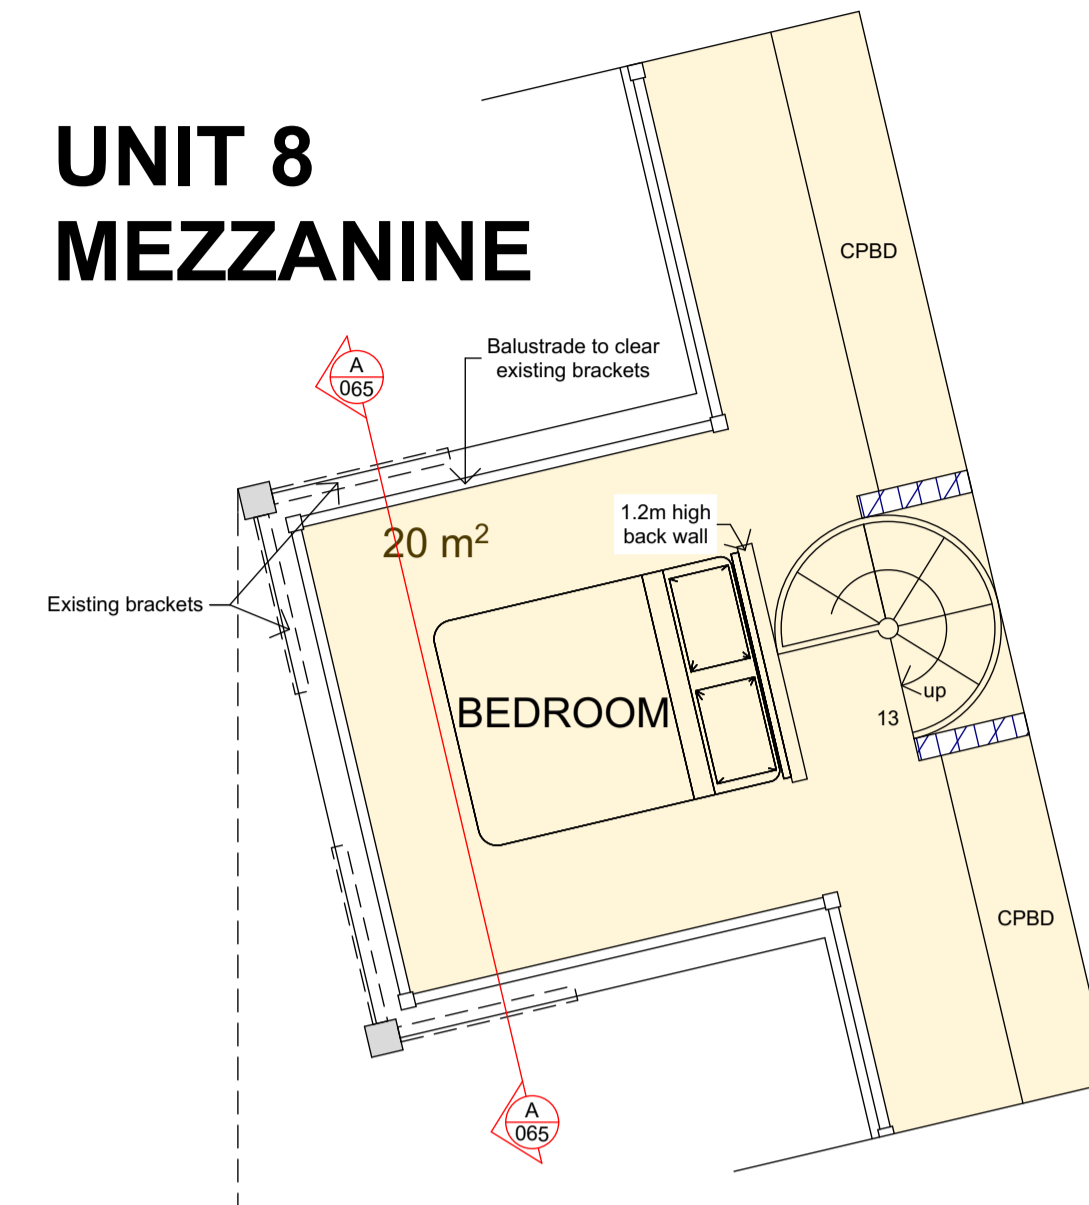 UNIT 8
MEZZANINE
CPBD
Balustrade to clear
existing brackets
A
065
20 m²
1.2m high
back wall
Existing brackets
BEDROOM
up
13
CPBD
A
065